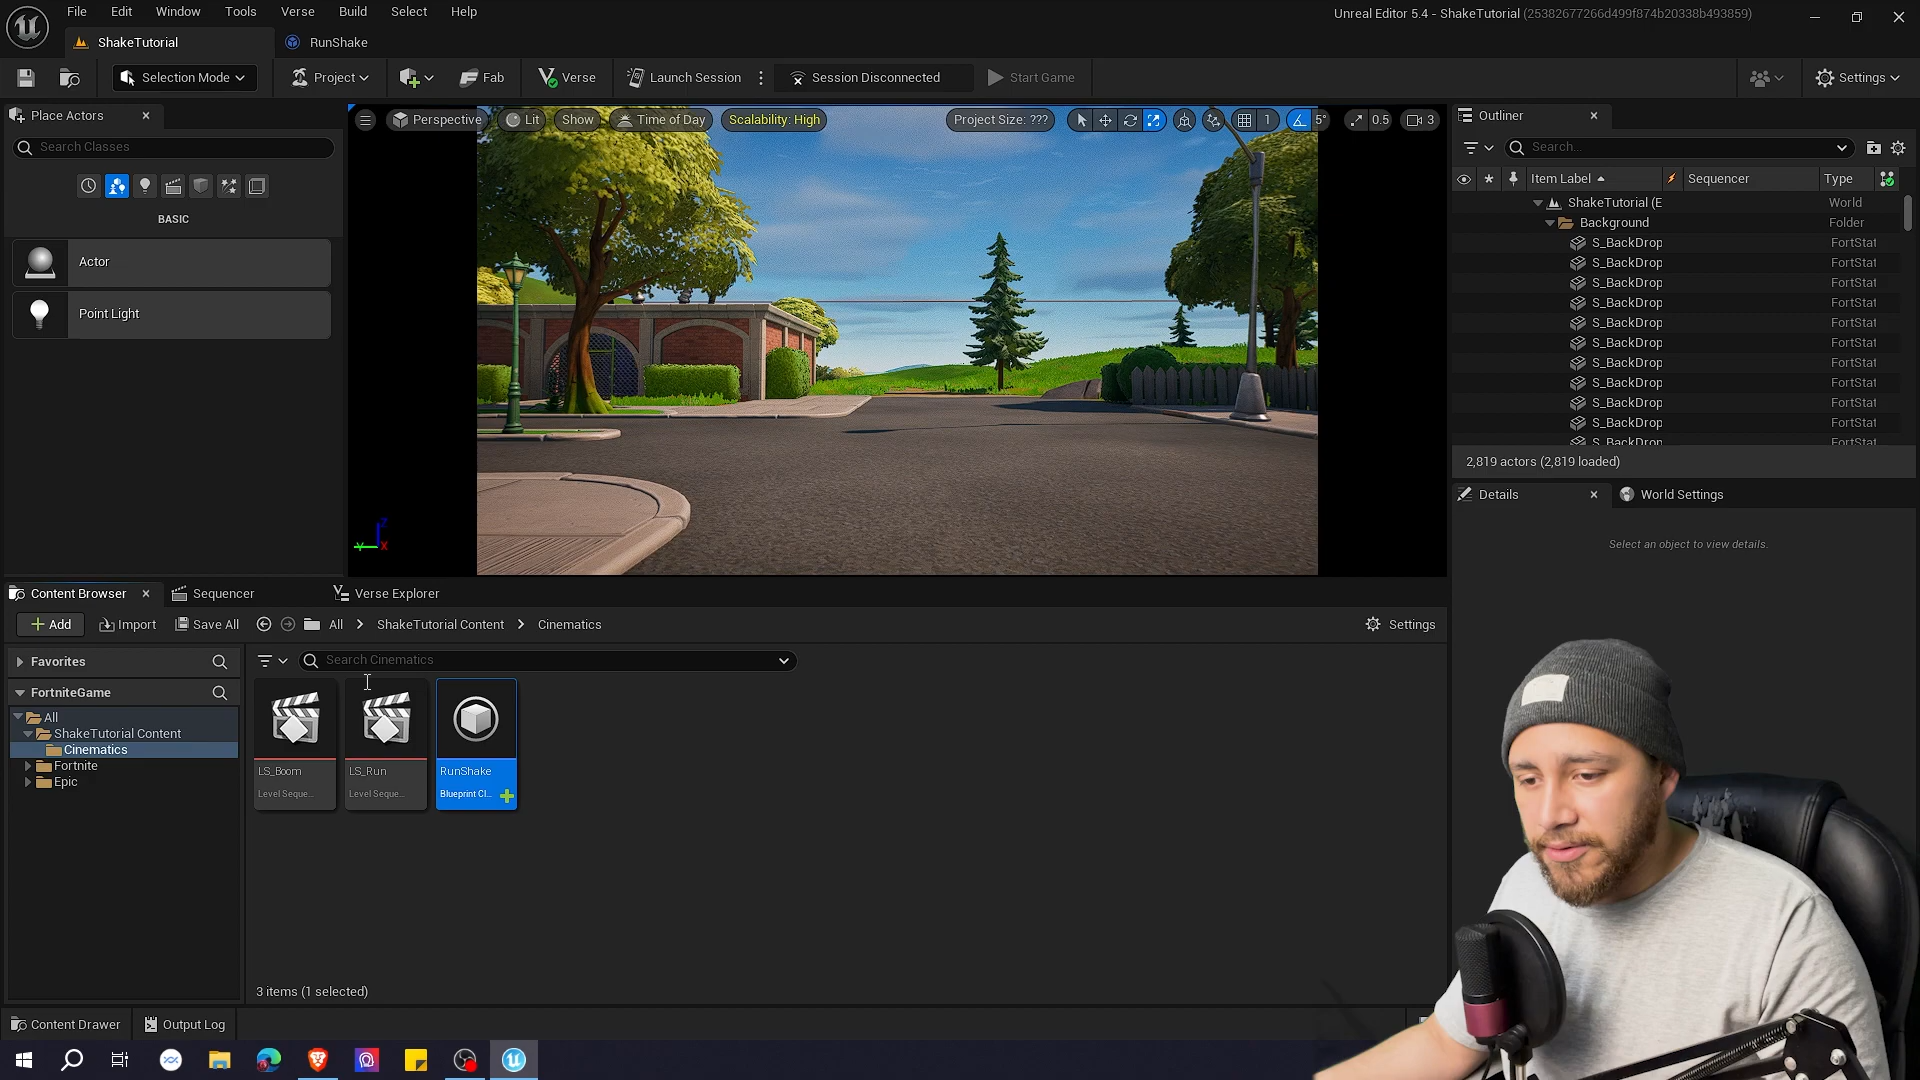 File Edit Window Tools Verse Build Select Help
Unreal Editor 5.4 - ShakeTutorial (25382677266d499f874b20338b493859)
ShakeTutorial
RunShake
Selection Mode
Project
Fab
Verse
Launch Session
Session Disconnected
Start Game
Settings
Place Actors
Search Classes
BASIC
Actor
Point Light
Perspective
Lit
Show
Time of Day
Scalability: High
Project Size: ???
1
5°
0.5
3
Z
Y
X
Outliner
Search...
Item Label
Sequencer
Type
ShakeTutorial (E World
Background Folder
S_BackDrop FortStat
S_BackDrop FortStat
S_BackDrop FortStat
S_BackDrop FortStat
S_BackDrop FortStat
S_BackDrop FortStat
S_BackDrop FortStat
S_BackDrop FortStat
S_BackDrop FortStat
S_BackDrop FortStat
S_BackDrop FortStat
2,819 actors (2,819 loaded)
Details
World Settings
Select an object to view details.
Content Browser
Sequencer
Verse Explorer
Add
Import
Save All
All > ShakeTutorial Content > Cinematics
Settings
Favorites
FortniteGame
All
ShakeTutorial Content
Cinematics
Fortnite
Epic
Search Cinematics
LS_Boom
Level Seque...
LS_Run
Level Seque...
RunShake
Blueprint Cl...
3 items (1 selected)
Content Drawer
Output Log